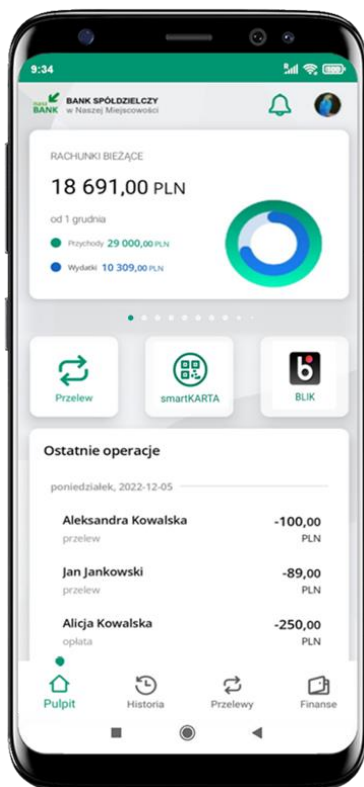 9:34
nasz BANK
BANK SPÓŁDZIELCZY
w Naszej Miejscowości
RACHUNKI BIEŻĄCE
18 691,00 PLN
od 1 grudnia
Przychody 29 000,00 PLN
Wydatki 10 309,00 PLN
Przelew
smartKARTA
b
BLIK
Ostatnie operacje
poniedziałek, 2022-12-05
Aleksandra Kowalska -100,00
przelew PLN
Jan Jankowski -89,00
przelew PLN
Alicja Kowalska -250,00
opłata PLN
Pulpit Historia Przelewy Finanse